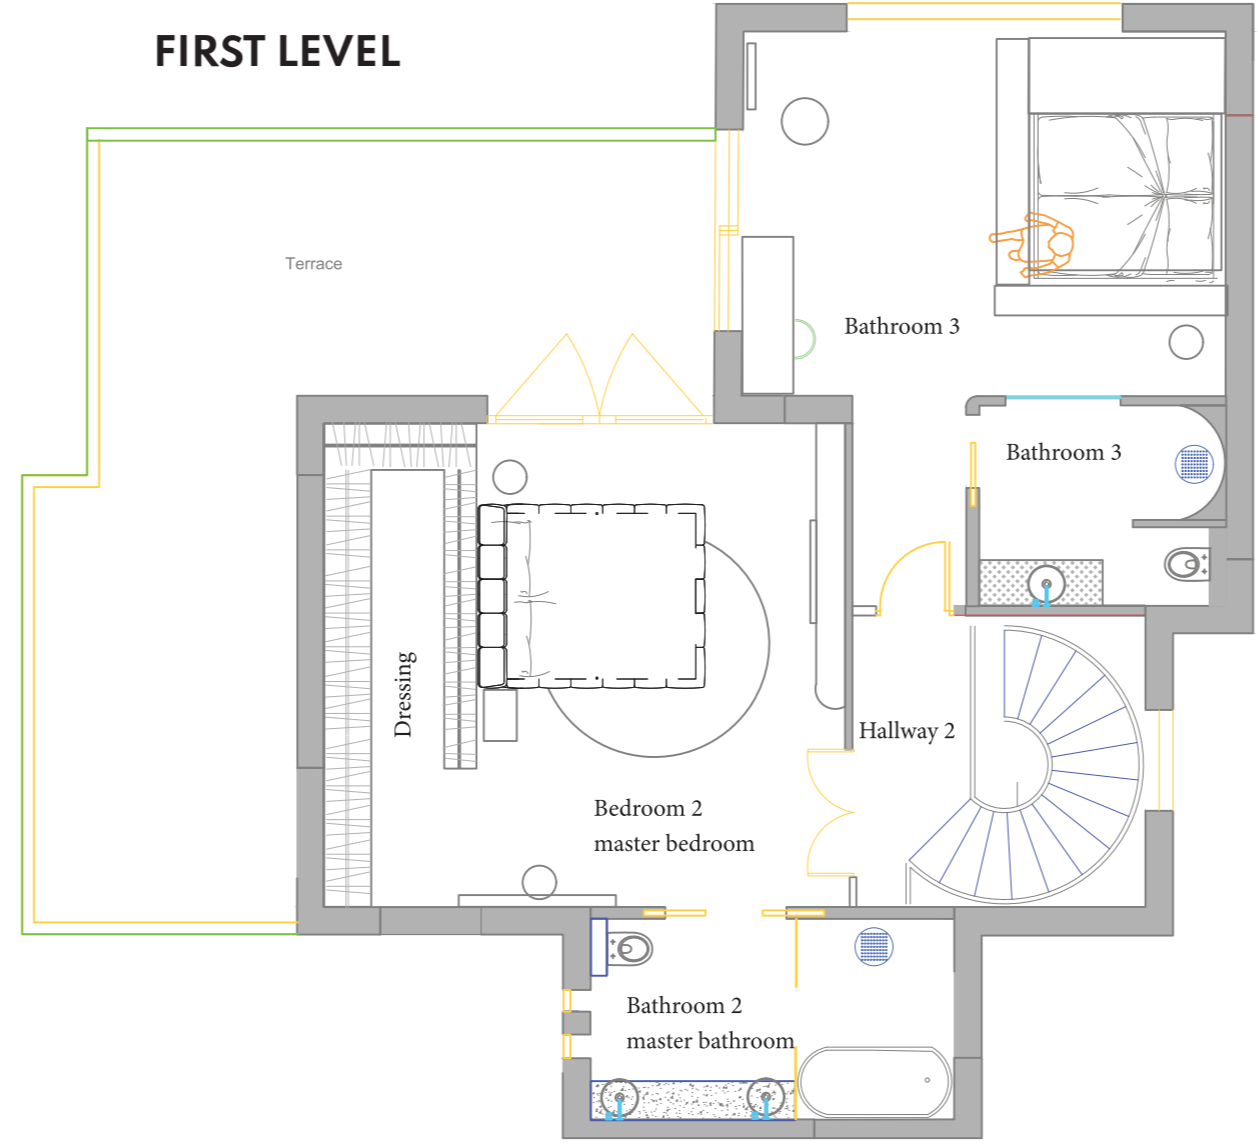 FIRST LEVEL
Terrace
Bathroom 3
Bathroom 3
Dressing
Hallway 2
Bedroom 2
master bedroom
Bathroom 2
master bathroom